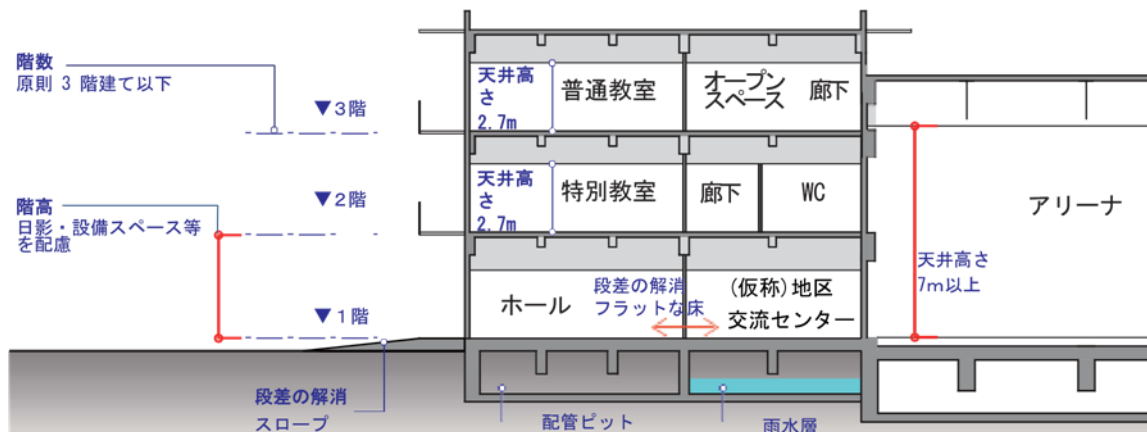 階数
原則 3 階建て以下
▼3階
天井高
さ
2.7m
普通教室
オープン
スペース
廊下
階高
日影・設備スペース等
を配慮
▼2階
天井高
さ
2.7m
特別教室
廊下
WC
アリーナ
天井高さ
7m以上
▼1階
ホール
段差の解消
フラットな床
(仮称)地区
交流センター
段差の解消
スロープ
配管ピット
雨水層